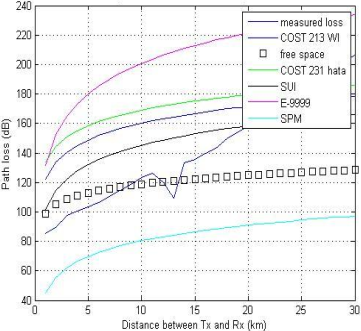 240
220
200
180
160
140
120
100
80
60
40
Path loss (dB)
0
5
10
15
20
25
30
Distance between Tx and Rx (km)
measured loss
COST 213 WI
free space
COST 231 hata
SUI
E-9999
SPM